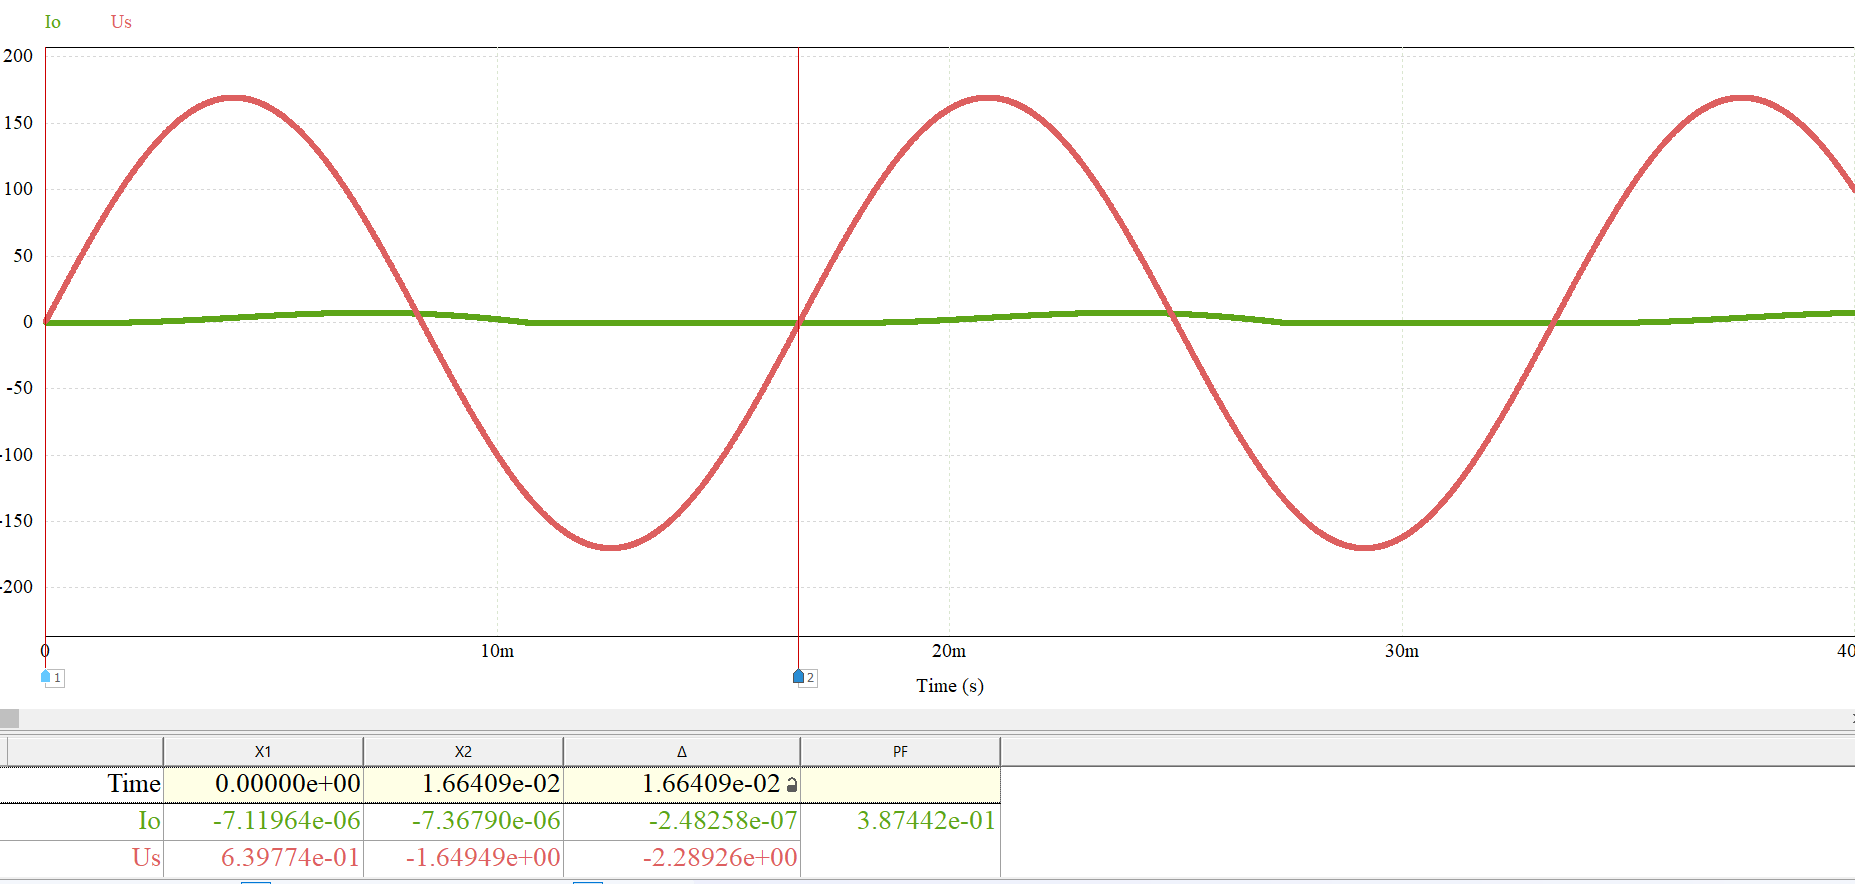 Io Us
200
150
100
50
0
-50
-100
-150
-200
0 10m 20m 30m 40
1 2
Time (s)
X1 X2 Δ PF
Time 0.00000e+00 1.66409e-02 1.66409e-02
Io -7.11964e-06 -7.36790e-06 -2.48258e-07 3.87442e-01
Us 6.39774e-01 -1.64949e+00 -2.28926e+00